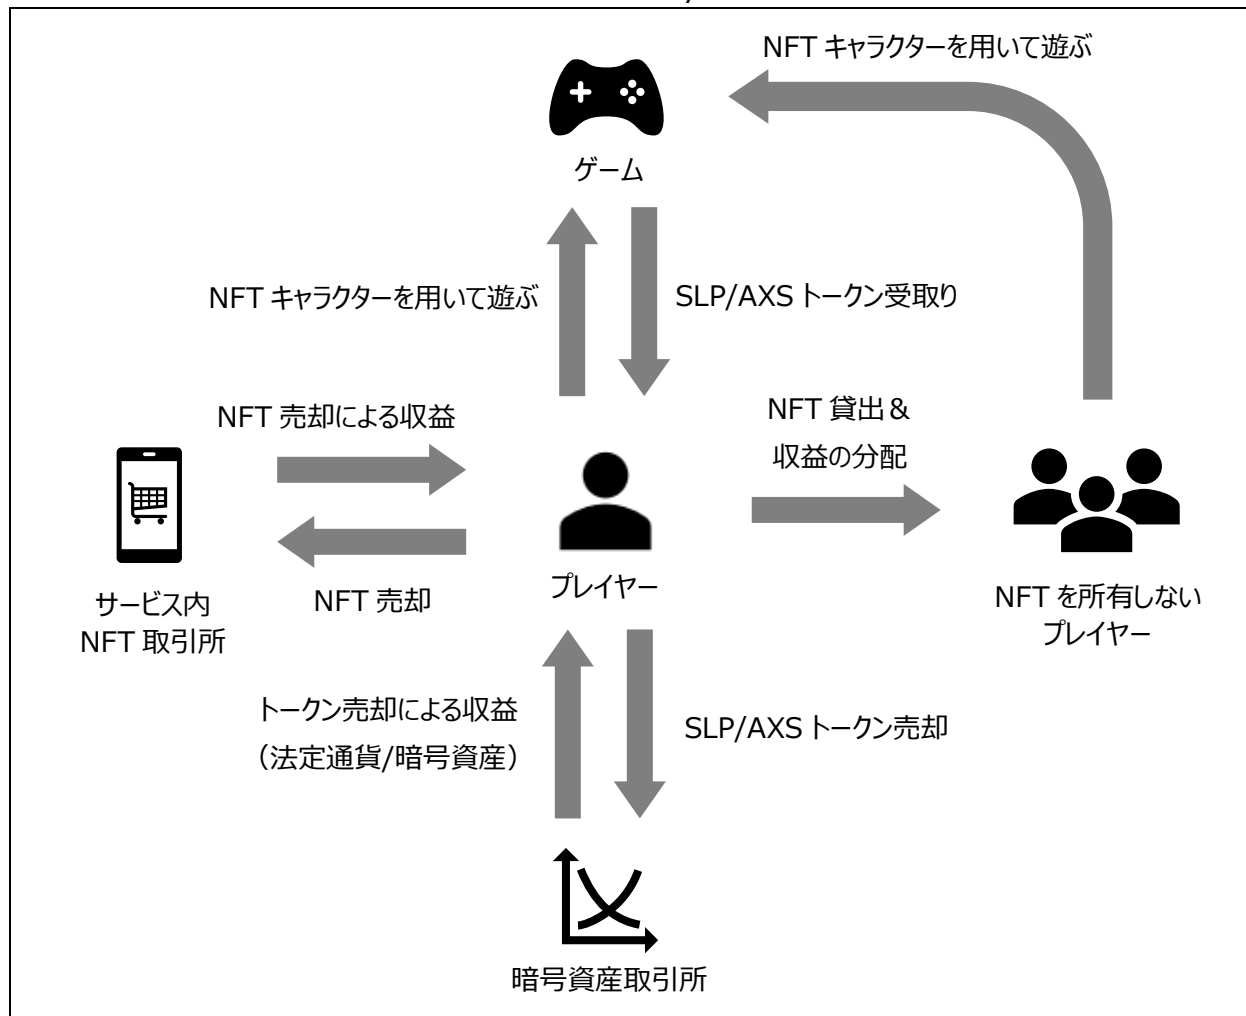 NFT キャラクターを用いて遊ぶ
ゲーム
NFT キャラクターを用いて遊ぶ
SLP/AXS トークン受取り
NFT 売却による収益
NFT 貸出＆
収益の分配
サービス内
NFT 取引所
NFT 売却
プレイヤー
NFT を所有しない
プレイヤー
トークン売却による収益
（法定通貨/暗号資産）
SLP/AXS トークン売却
暗号資産取引所